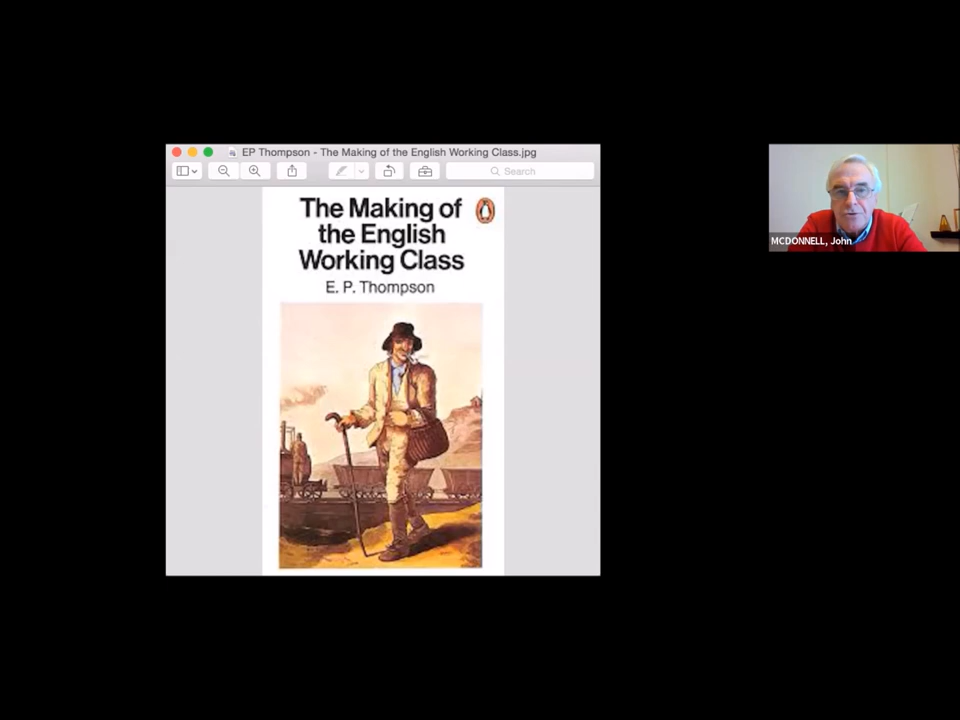 EP Thompson - The Making of the English Working Class.jpg
Search
The Making of
the English
Working Class
E. P. Thompson
MCDONNELL, John